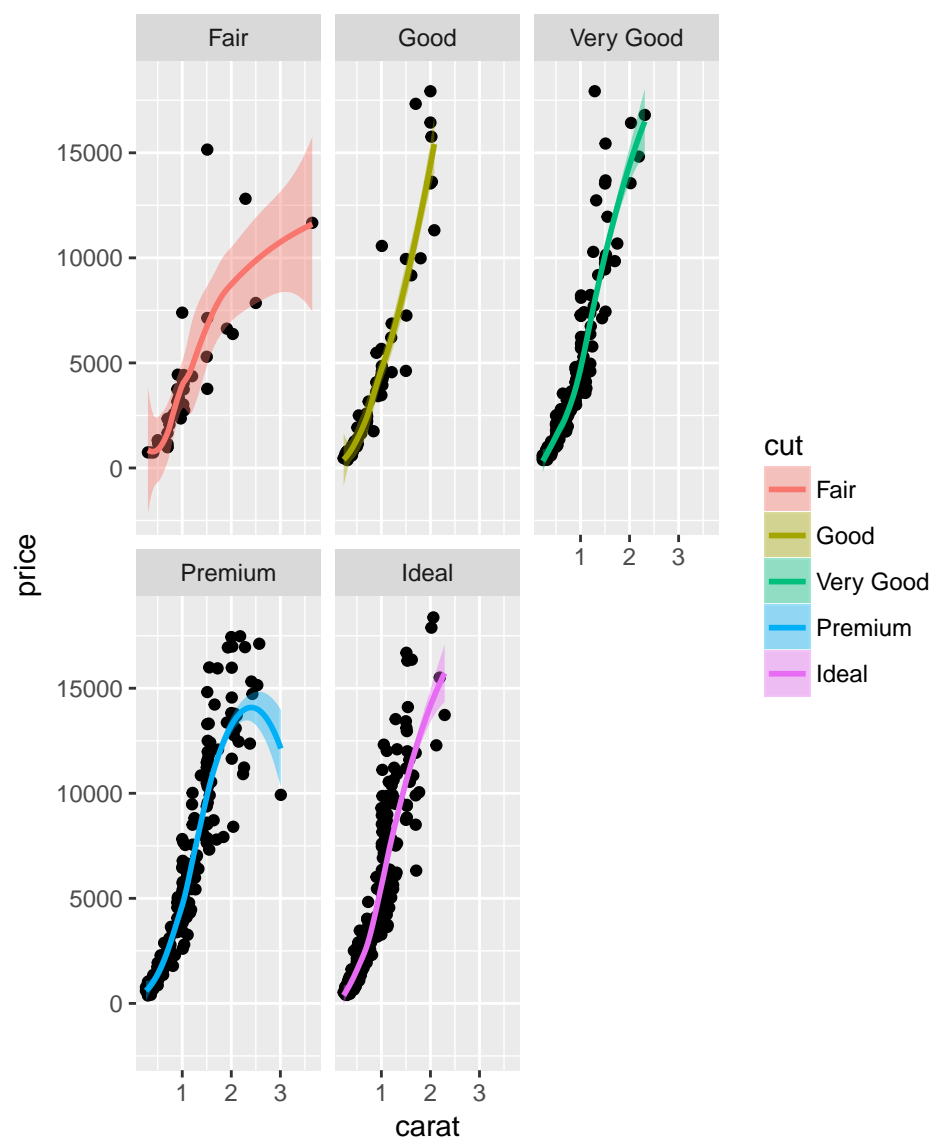 Fair Good Very Good
15000
10000
5000
0
1 2 3
Premium Ideal
15000
10000
5000
0
1 2 3 1 2 3
price
carat
cut
Fair
Good
Very Good
Premium
Ideal